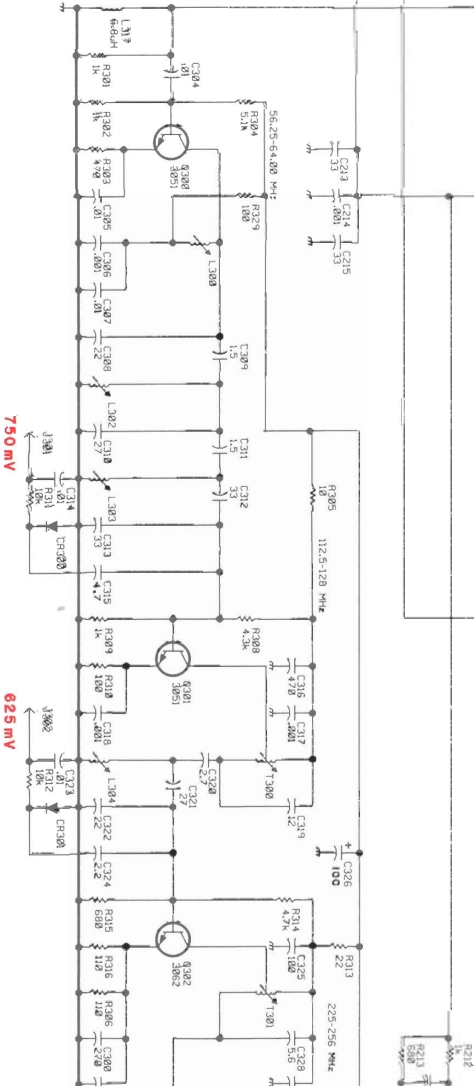 L317
6.8uH
R301
1k
C304
.01
R302
1k
Q300
3051
R304
5.1k
56.25-64.00 MHz
R303
470
C305
.01
R329
100
C306
.001
L300
C307
.01
C308
22
C309
1.5
L302
C310
27
C311
1.5
C312
33
L303
C313
33
C315
4.7
J301
C314
.01
R311
10k
CR300
750mV
C213
33
C214
.001
C215
33
R305
10
112.5-128 MHz
R309
1k
Q301
3051
R308
4.3k
R310
100
C316
470
C318
.001
C317
.001
T300
L304
C320
2.7
C321
27
C319
12
C322
22
C324
2.2
J302
C323
.01
R312
10k
CR301
625mV
C326
100
R315
680
Q302
3062
R314
4.7k
R313
22
R316
110
C325
100
R306
110
T301
C300
270
C328
5.6
225-256 MHz
R212
1k
R213
680